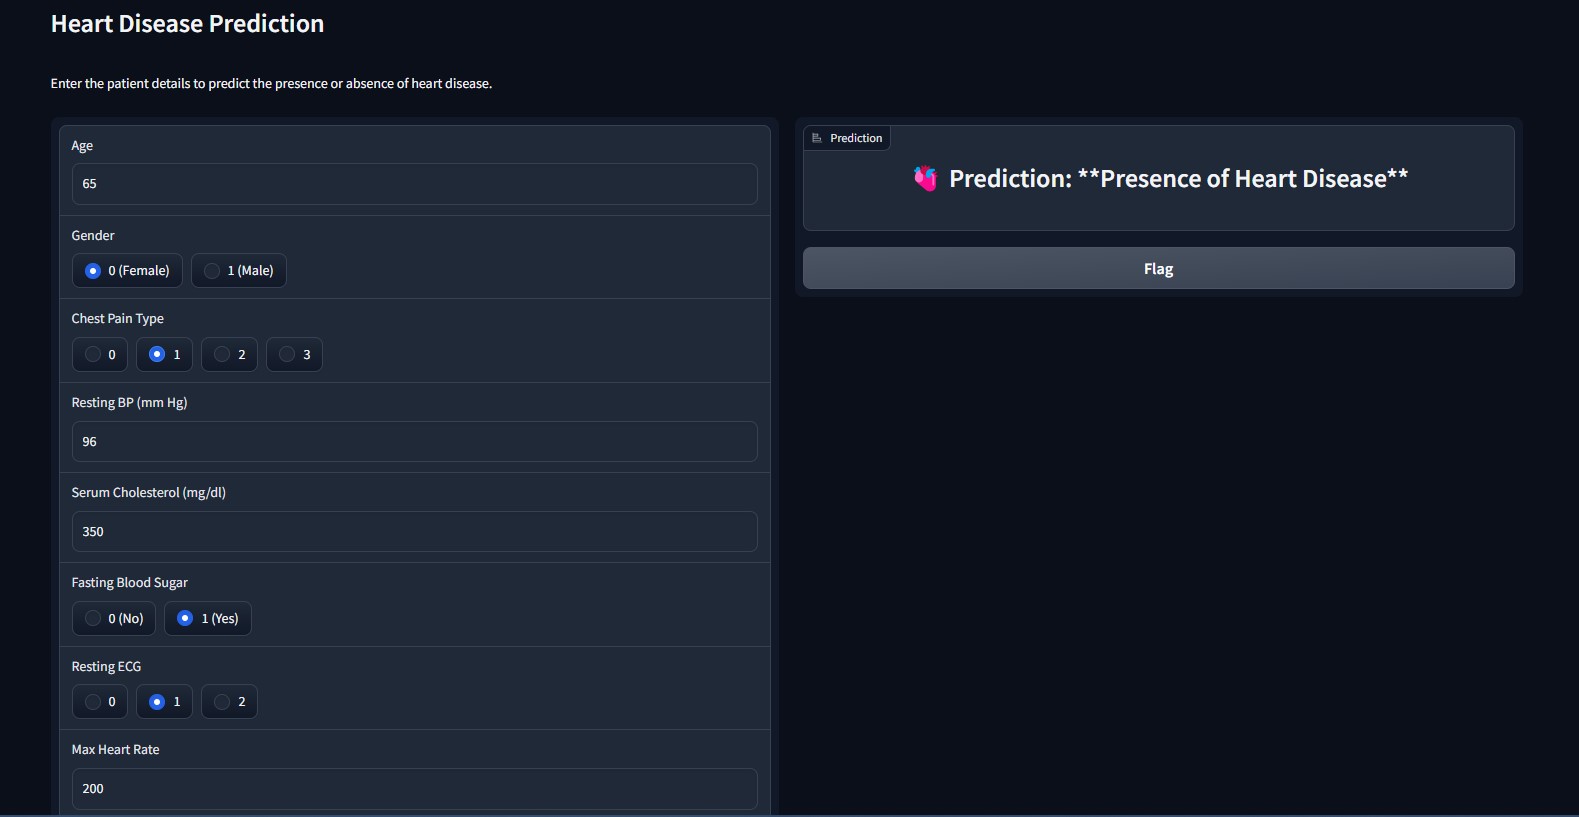 Heart Disease Prediction
Enter the patient details to predict the presence or absence of heart disease.
Age
65
Gender
0 (Female) 1 (Male)
Chest Pain Type
0 1 2 3
Resting BP (mm Hg)
96
Serum Cholesterol (mg/dl)
350
Fasting Blood Sugar
0 (No) 1 (Yes)
Resting ECG
0 1 2
Max Heart Rate
200
Prediction
Prediction: **Presence of Heart Disease**
Flag